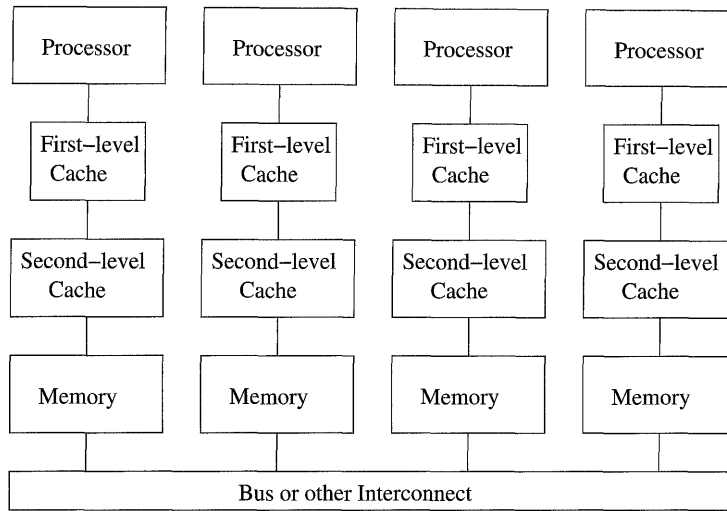 Processor Processor Processor Processor
First–level First–level First–level First–level
Cache Cache Cache Cache
Second–level Second–level Second–level Second–level
Cache Cache Cache Cache
Memory Memory Memory Memory
Bus or other Interconnect